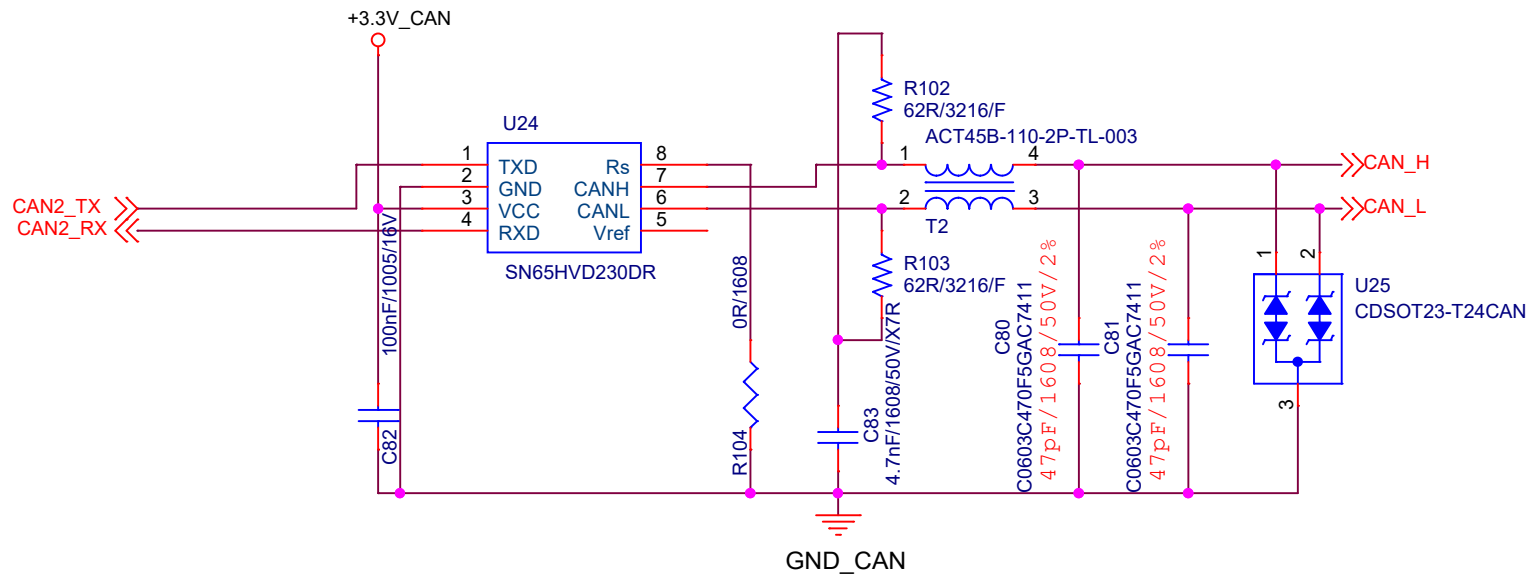 +3.3V_CAN
R102
62R/3216/F
U24
ACT45B-110-2P-TL-003
1
TXD
Rs
8
1
4
CAN_H
2
GND
CANH
7
CAN2_TX
3
VCC
CANL
6
2
3
CAN_L
CAN2_RX
4
RXD
Vref
5
T2
SN65HVD230DR
100nF/1005/16V
C82
0R/1608
R104
R103
62R/3216/F
C83
4.7nF/1608/50V/X7R
C80
C0603C470F5GAC7411
47pF/1608/50V/2%
C81
C0603C470F5GAC7411
47pF/1608/50V/2%
1
2
U25
CDSOT23-T24CAN
3
GND_CAN